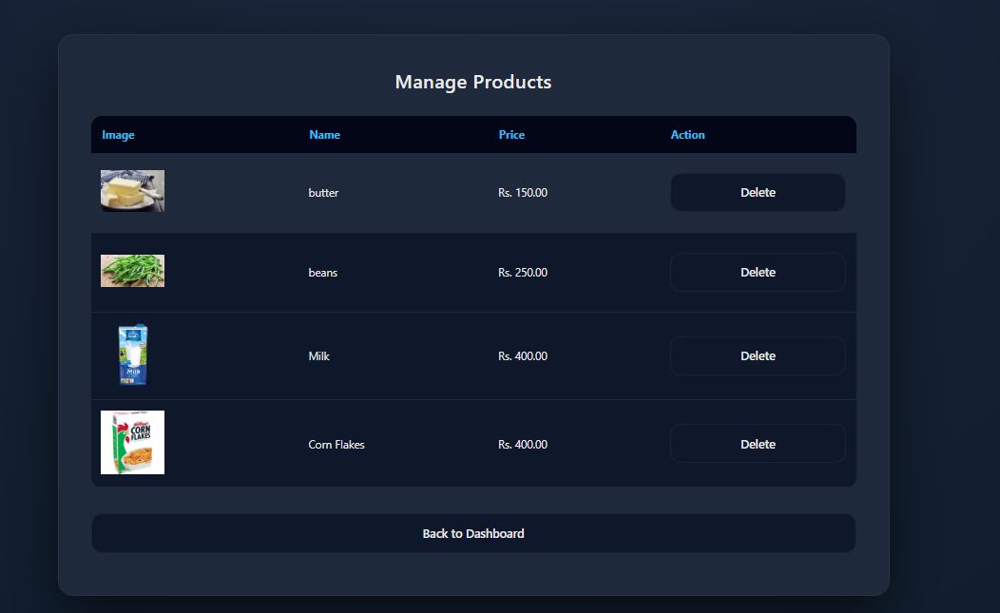 Manage Products
Image Name Price Action
butter Rs. 150.00 Delete
beans Rs. 250.00 Delete
Milk
Milk Rs. 400.00 Delete
CORN
FLAKES
Corn Flakes Rs. 400.00 Delete
Back to Dashboard